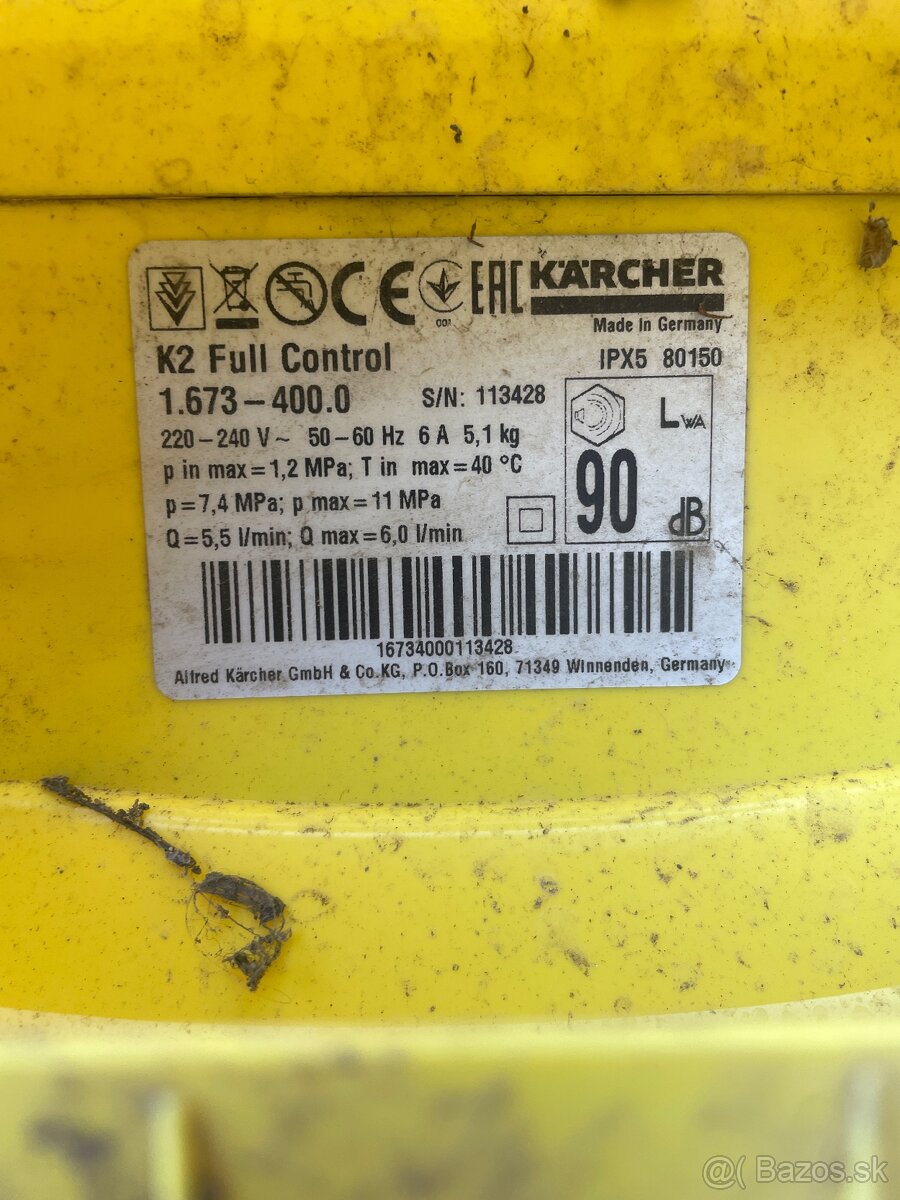 CE EAC KÄRCHER
Made in Germany
K2 Full Control IPX5 80150
1.673-400.0 S/N: 113428
220-240 V~ 50-60 Hz 6 A 5,1 kg
LWA
p in max=1,2 MPa; T in max=40 °C
p=7,4 MPa; p max=11 MPa
90 dB
Q=5,5 l/min; Q max=6,0 l/min
16734000113428
Alfred Kärcher GmbH & Co.KG, P.O.Box 160, 71349 Winnenden, Germany
@( Bazos.sk